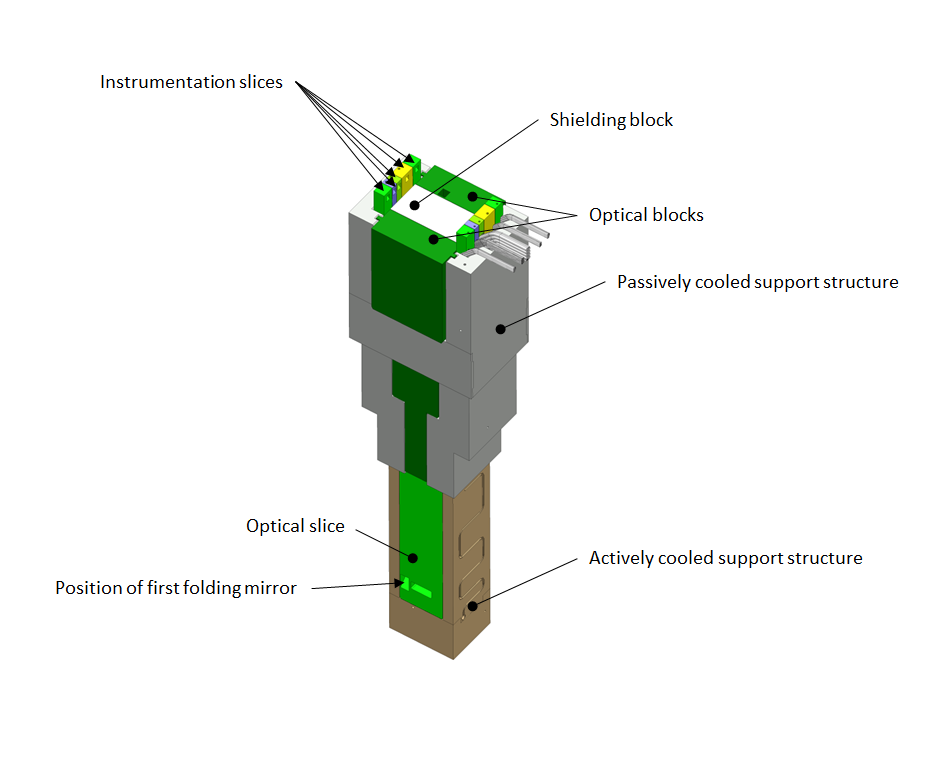 Instrumentation slices
Shielding block
Optical blocks
Passively cooled support structure
Optical slice
Actively cooled support structure
Position of first folding mirror